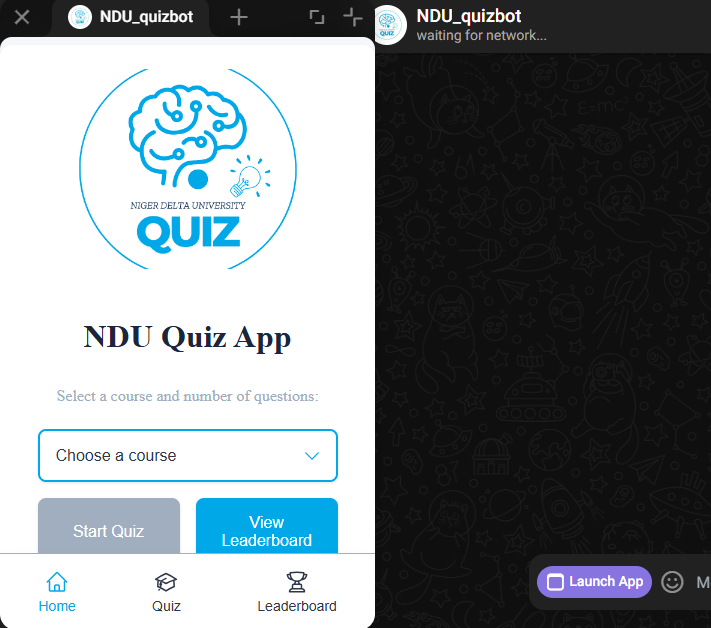 NDU_quizbot
NIGER DELTA UNIVERSITY
QUIZ
NDU Quiz App
Select a course and number of questions:
Choose a course
Start Quiz
View
Leaderboard
Home
Quiz
Leaderboard
QUIZ
NDU_quizbot
waiting for network...
Launch App
M